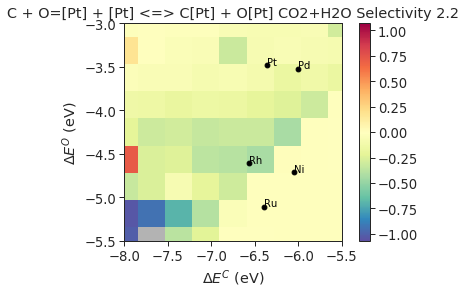 C + O=[Pt] + [Pt] <=> C[Pt] + O[Pt] CO2+H2O Selectivity 2.2
−3.0
−3.5
−4.0
−4.5
−5.0
−5.5
ΔE^O (eV)
Pt
Pd
Rh
Ni
Ru
−8.0 −7.5 −7.0 −6.5 −6.0 −5.5
ΔE^C (eV)
1.00
0.75
0.50
0.25
0.00
−0.25
−0.50
−0.75
−1.00